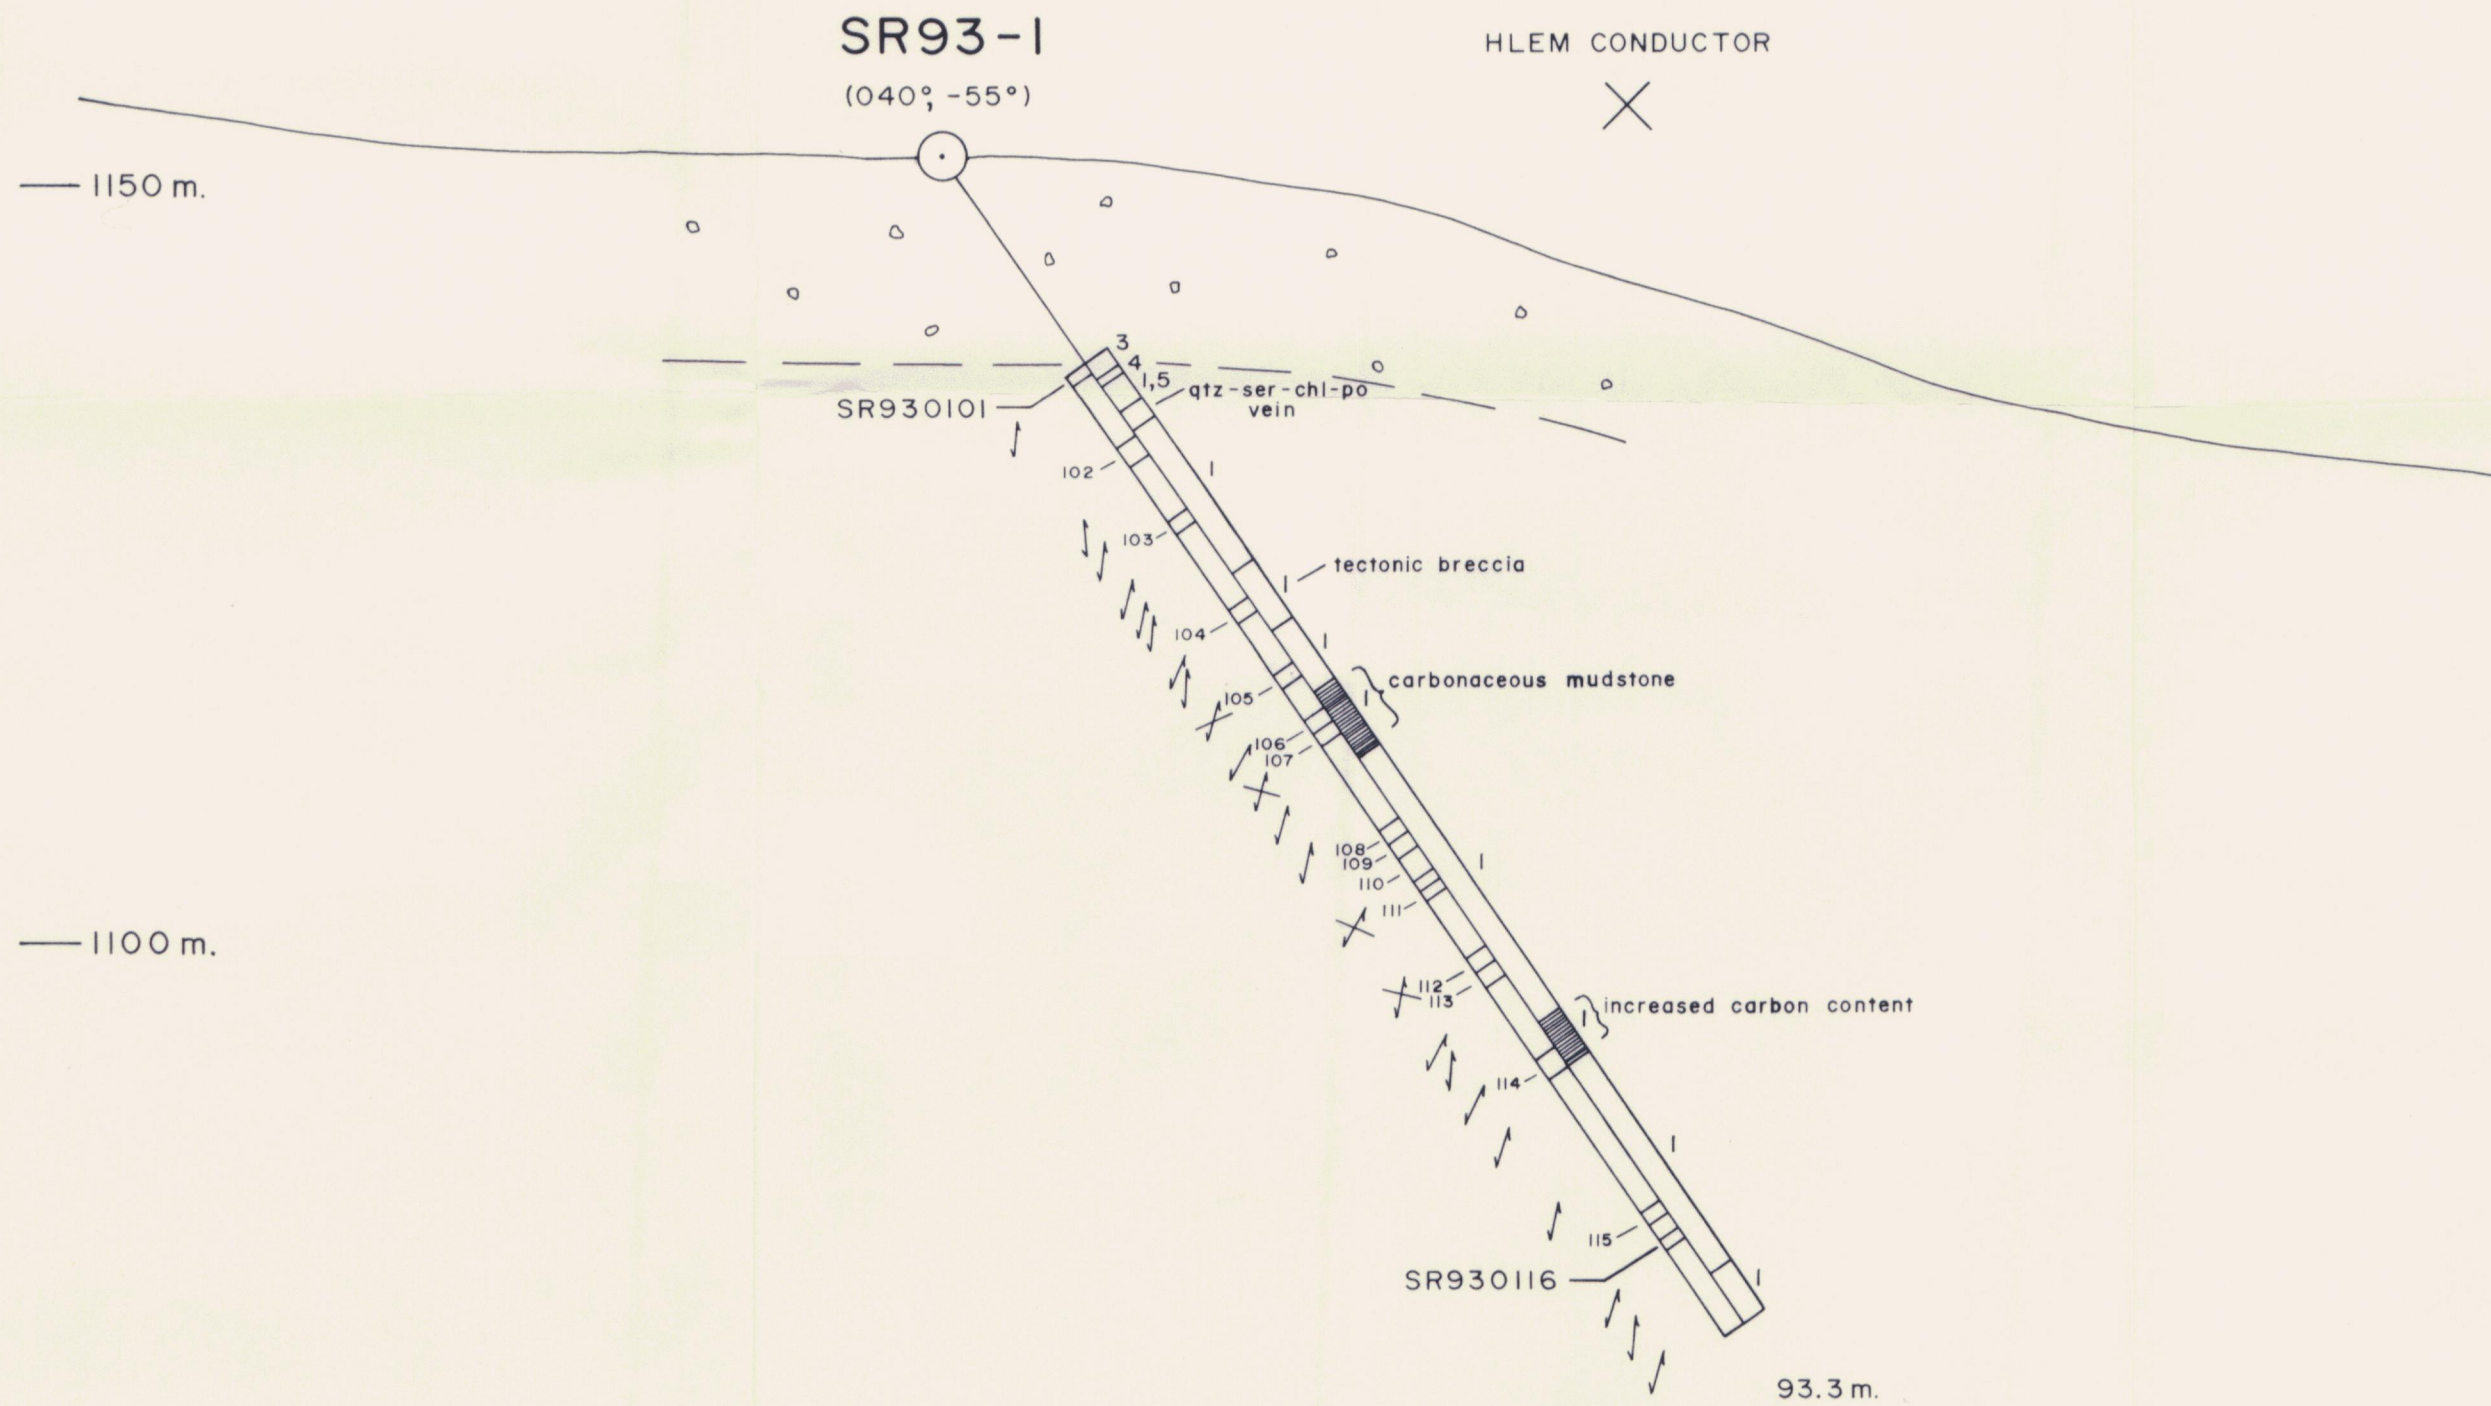 SR93-1
(040°, -55°)
HLEM CONDUCTOR
1150 m.
3
4
1,5
qtz-ser-chl-po
vein
SR930101
102
1
103
tectonic breccia
1
104
1
carbonaceous mudstone
1
105
106
107
108
109
1
110
111
1100 m.
112
113
increased carbon content
1
114
1
115
SR930116
1
93.3 m.